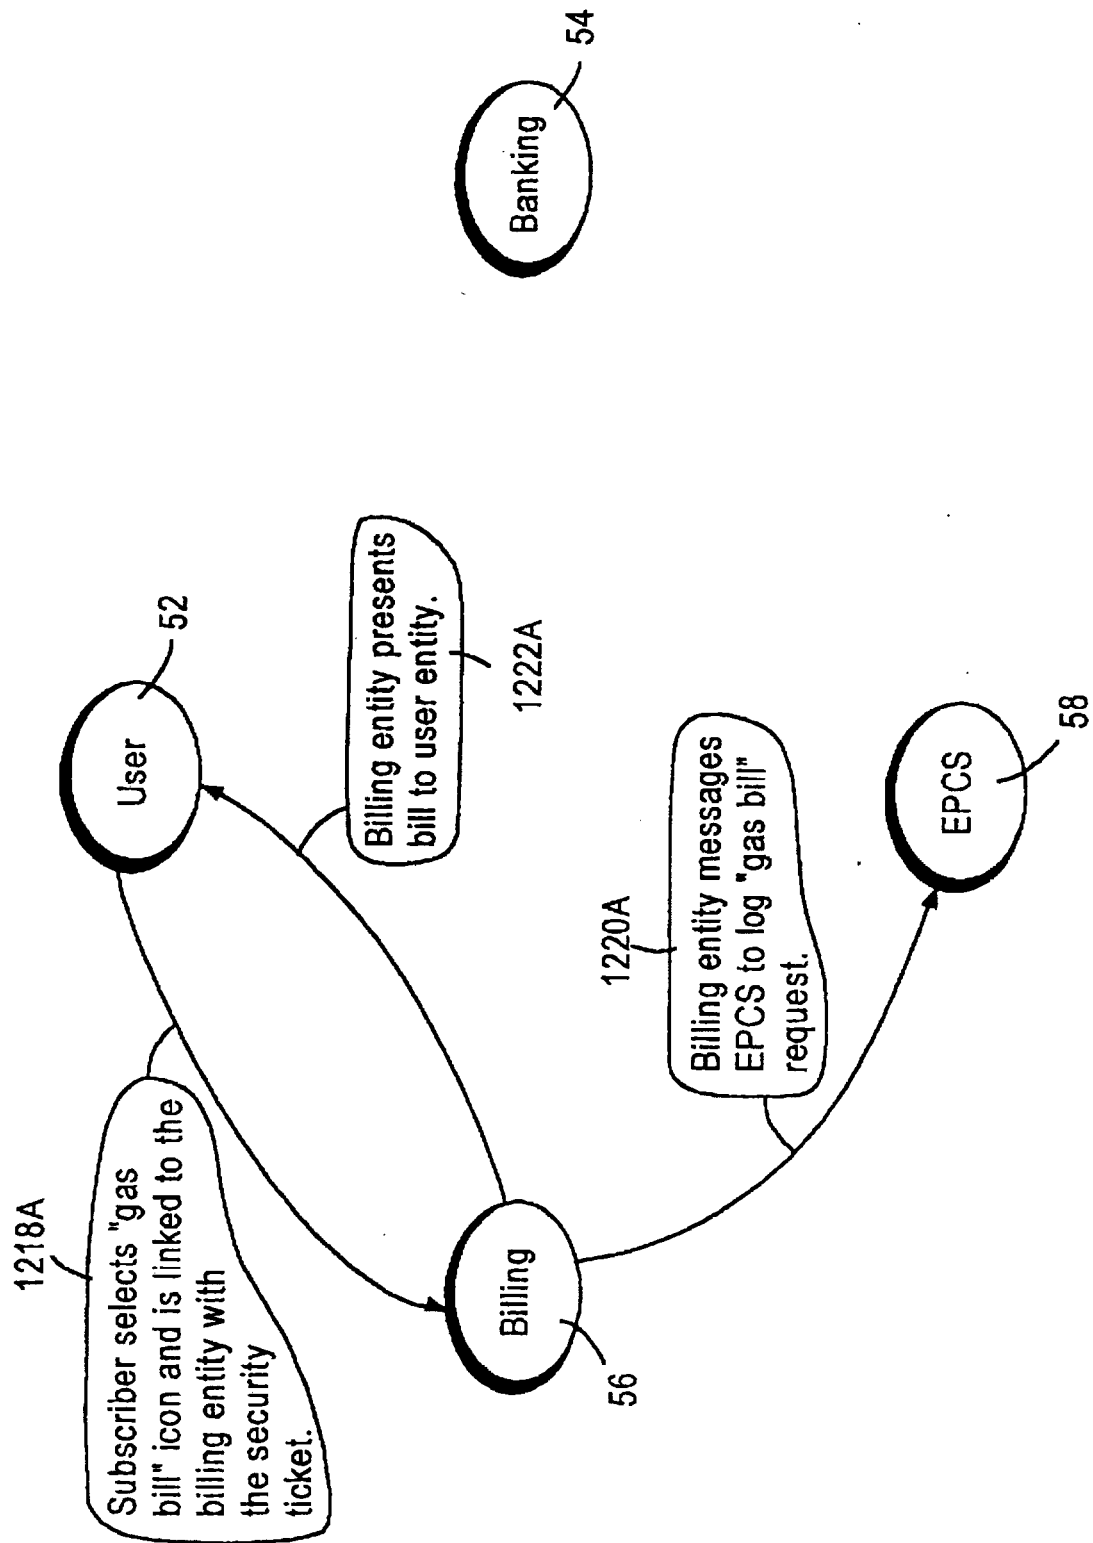 1218A
Subscriber selects "gas
bill" icon and is linked to the
billing entity with
the security
ticket.
User
52
Billing entity presents
bill to user entity.
1222A
Banking
54
Billing
56
1220A
Billing entity messages
EPCS to log "gas bill"
request.
EPCS
58